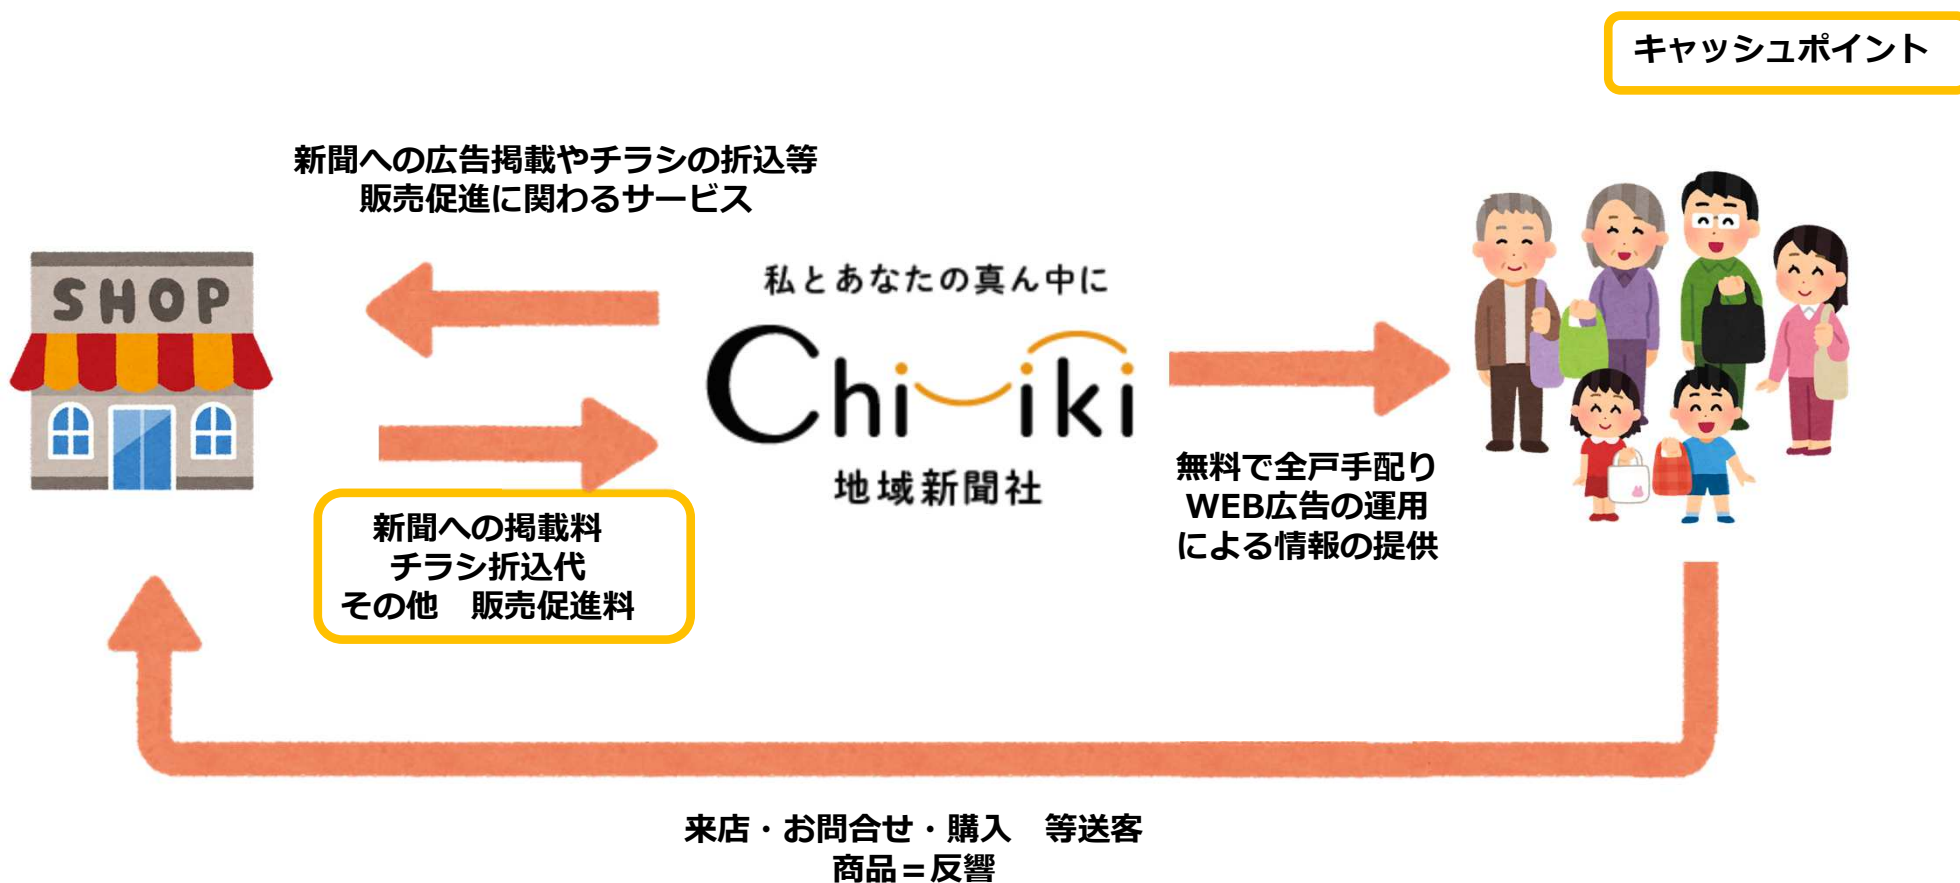 キャッシュポイント
新聞への広告掲載やチラシの折込等
販売促進に関わるサービス
SHOP
私とあなたの真ん中に
Chiiki
地域新聞社
新聞への掲載料
チラシ折込代
その他　販売促進料
無料で全戸手配り
WEB広告の運用
による情報の提供
来店・お問合せ・購入　等送客
商品＝反響